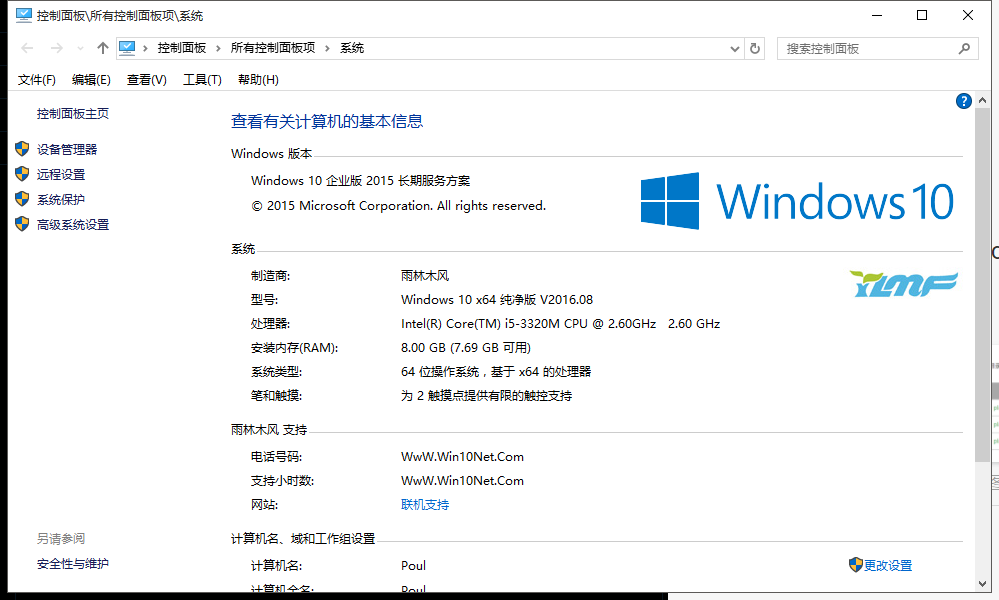 控制面板\所有控制面板项\系统
控制面板 › 所有控制面板项 › 系统
搜索控制面板
文件(F) 编辑(E) 查看(V) 工具(T) 帮助(H)
控制面板主页
设备管理器
远程设置
系统保护
高级系统设置
另请参阅
安全性与维护
?
查看有关计算机的基本信息
Windows 版本
Windows 10 企业版 2015 长期服务方案
© 2015 Microsoft Corporation. All rights reserved.
Windows 10
系统
YLMF
制造商: 雨林木风
型号: Windows 10 x64 纯净版 V2016.08
处理器: Intel(R) Core(TM) i5-3320M CPU @ 2.60GHz 2.60 GHz
安装内存(RAM): 8.00 GB (7.69 GB 可用)
系统类型: 64 位操作系统，基于 x64 的处理器
笔和触摸: 为 2 触摸点提供有限的触控支持
雨林木风 支持
电话号码: WwW.Win10Net.Com
支持小时数: WwW.Win10Net.Com
网站: 联机支持
计算机名、域和工作组设置
计算机名: Poul
更改设置
计算机全名: Poul